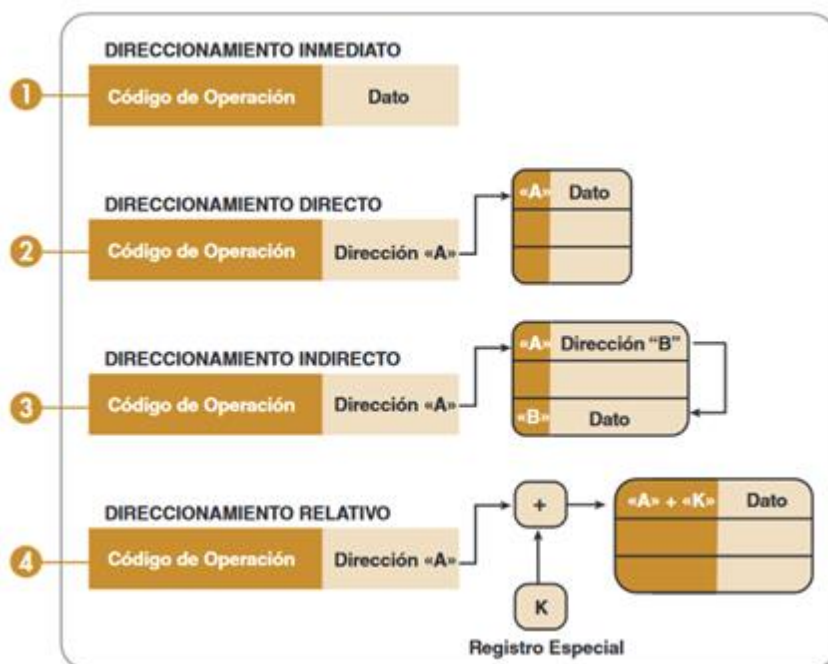 DIRECCIONAMIENTO INMEDIATO
1 Código de Operación Dato
DIRECCIONAMIENTO DIRECTO
2 Código de Operación Dirección «A»
«A» Dato
DIRECCIONAMIENTO INDIRECTO
3 Código de Operación Dirección «A»
«A» Dirección “B”
«B» Dato
DIRECCIONAMIENTO RELATIVO
4 Código de Operación Dirección «A»
+
«A» + «K» Dato
K
Registro Especial